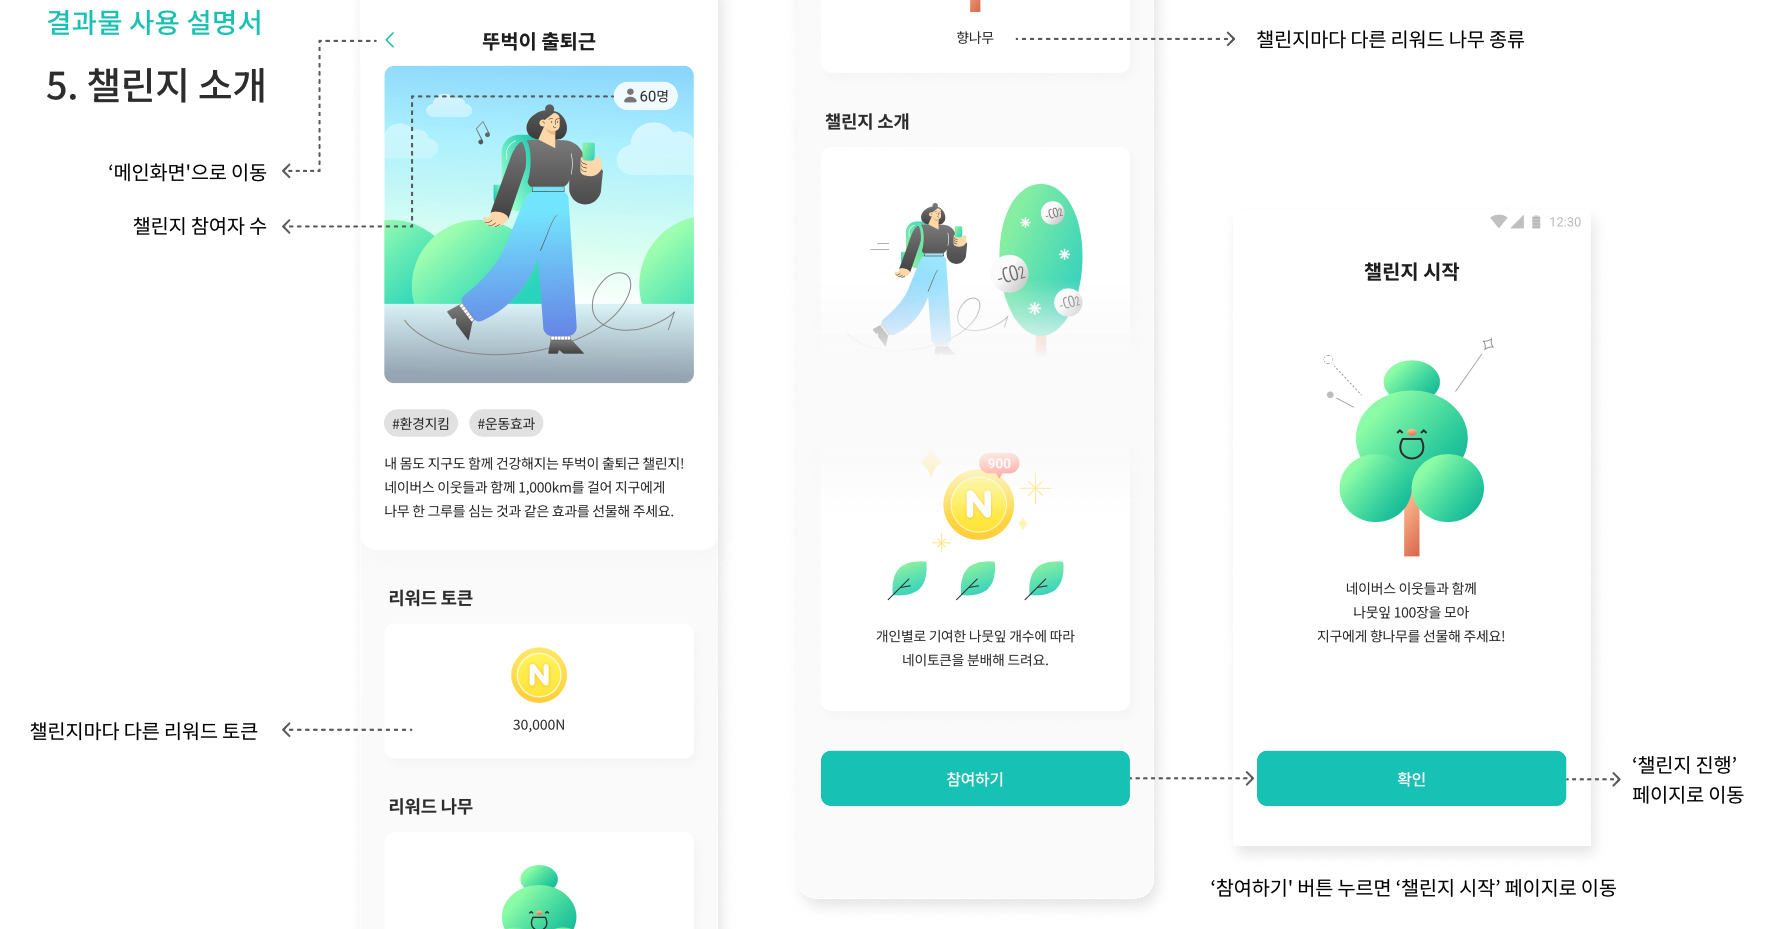 결과물 사용 설명서
5. 챌린지 소개
‘메인화면'으로 이동
챌린지 참여자 수
챌린지마다 다른 리워드 토큰
뚜벅이 출퇴근
60명
#환경지킴
#운동효과
내 몸도 지구도 함께 건강해지는 뚜벅이 출퇴근 챌린지!
네이버스 이웃들과 함께 1,000km를 걸어 지구에게
나무 한 그루를 심는 것과 같은 효과를 선물해 주세요.
리워드 토큰
N
30,000N
리워드 나무
향나무
챌린지마다 다른 리워드 나무 종류
챌린지 소개
-CO2
-CO2
-CO2
900
N
개인별로 기여한 나뭇잎 개수에 따라
네이토큰을 분배해 드려요.
참여하기
12:30
챌린지 시작
네이버스 이웃들과 함께
나뭇잎 100장을 모아
지구에게 향나무를 선물해 주세요!
확인
‘챌린지 진행’
페이지로 이동
‘참여하기' 버튼 누르면 ‘챌린지 시작’ 페이지로 이동